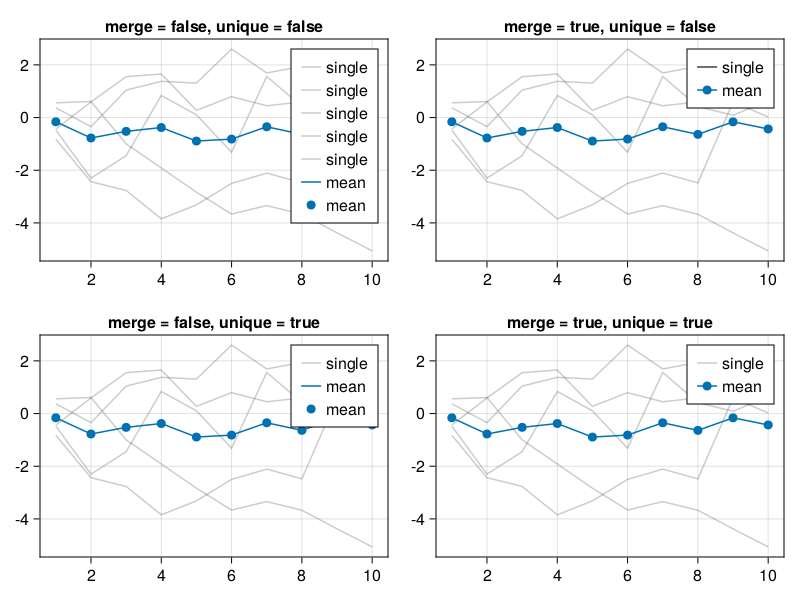 merge = false, unique = false
2
0
-2
-4
single
single
single
single
single
mean
mean
2 4 6 8 10
merge = true, unique = false
2
0
-2
-4
single
mean
2 4 6 8 10
merge = false, unique = true
2
0
-2
-4
single
mean
mean
2 4 6 8 10
merge = true, unique = true
2
0
-2
-4
single
mean
2 4 6 8 10